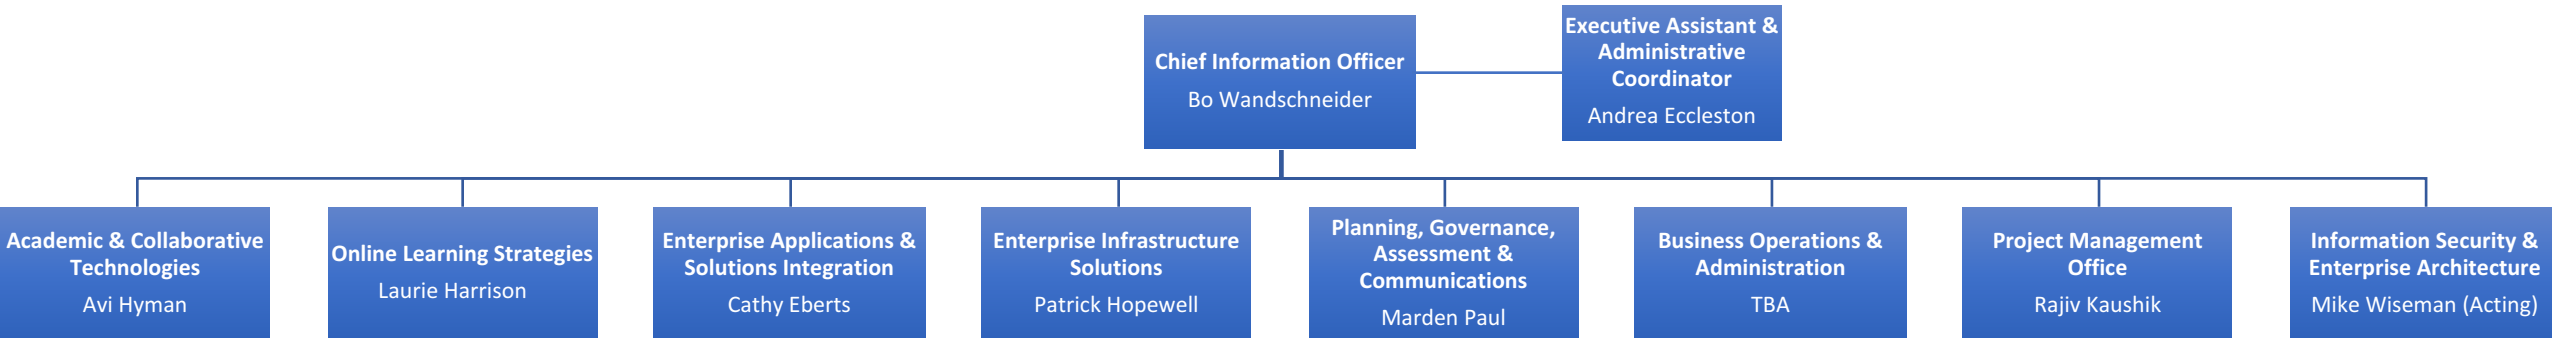 Chief Information Officer
Bo Wandschneider
Executive Assistant &
Administrative
Coordinator
Andrea Eccleston
Academic & Collaborative
Technologies
Avi Hyman
Online Learning Strategies
Laurie Harrison
Enterprise Applications &
Solutions Integration
Cathy Eberts
Enterprise Infrastructure
Solutions
Patrick Hopewell
Planning, Governance,
Assessment &
Communications
Marden Paul
Business Operations &
Administration
TBA
Project Management
Office
Rajiv Kaushik
Information Security &
Enterprise Architecture
Mike Wiseman (Acting)